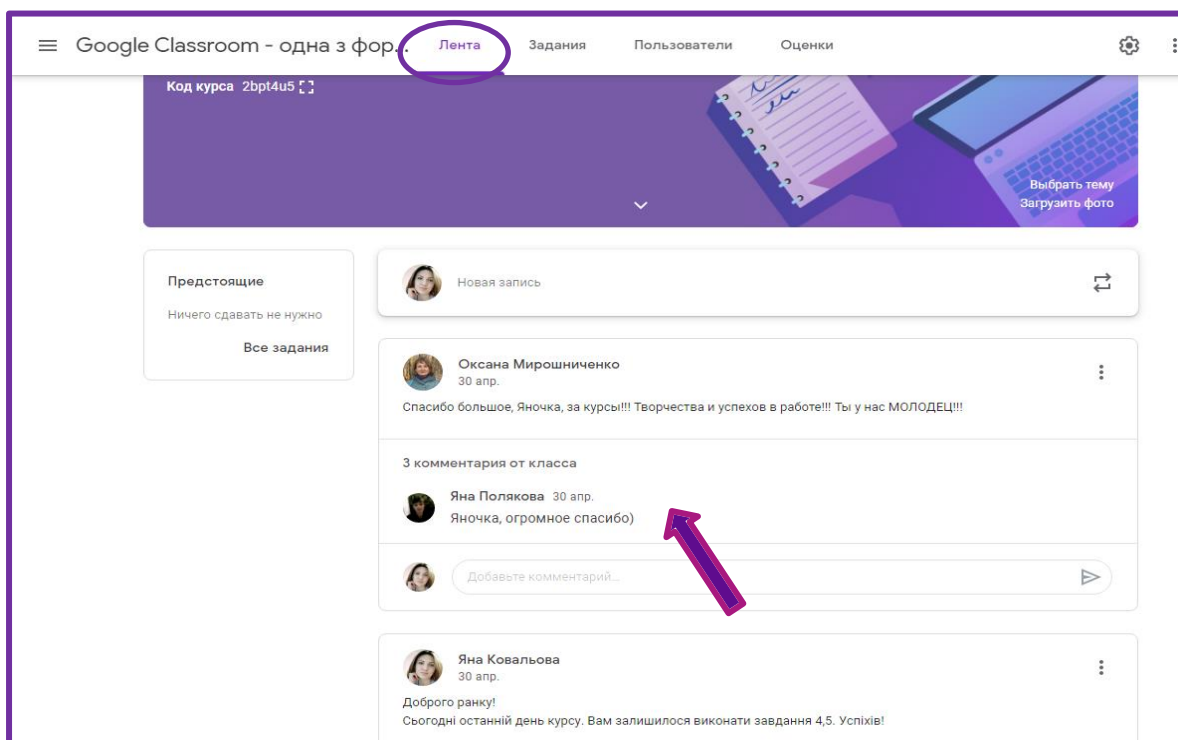 Google Classroom - одна з фор... Лента Задания Пользователи Оценки
Код курса 2bpt4u5
Выбрать тему
Загрузить фото
Предстоящие
Ничего сдавать не нужно
Все задания
Новая запись
Оксана Мирошниченко
30 апр.
Спасибо большое, Яночка, за курсы!!! Творчества и успехов в работе!!! Ты у нас МОЛОДЕЦ!!!
3 комментария от класса
Яна Полякова 30 апр.
Яночка, огромное спасибо)
Добавьте комментарий...
Яна Ковальова
30 апр.
Доброго ранку!
Сьогодні останній день курсу. Вам залишилося виконати завдання 4,5. Успіхів!